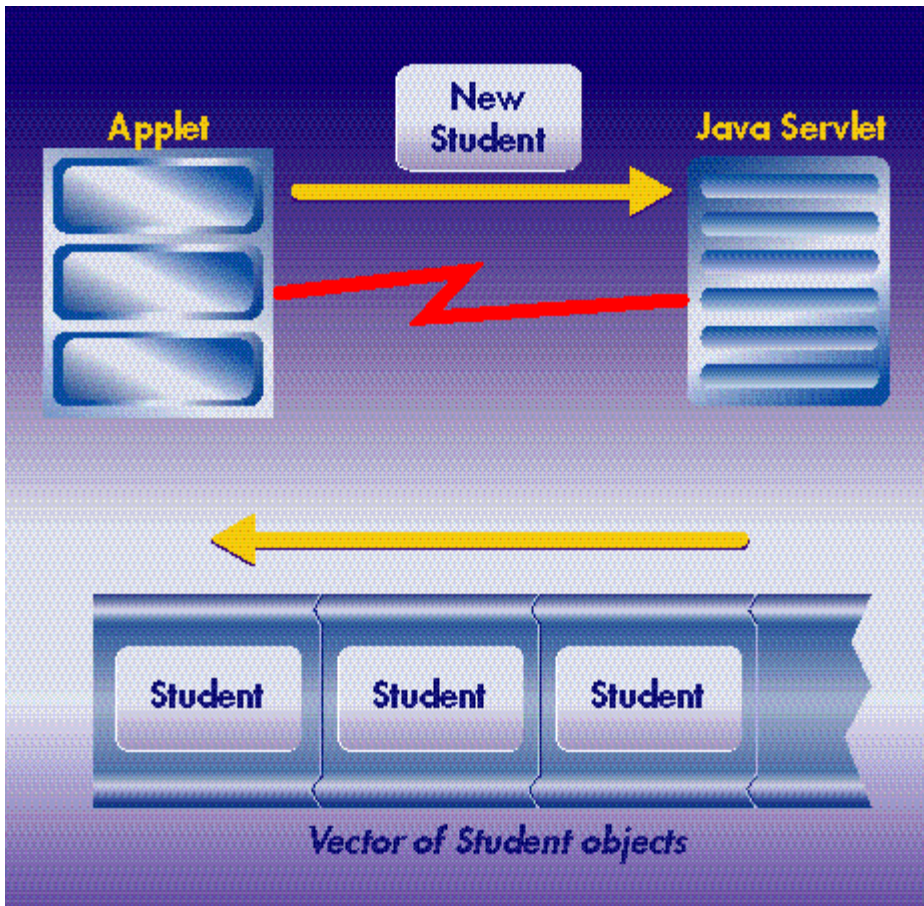 New
Student
Applet
Java Servlet
Student
Student
Student
Vector of Student objects